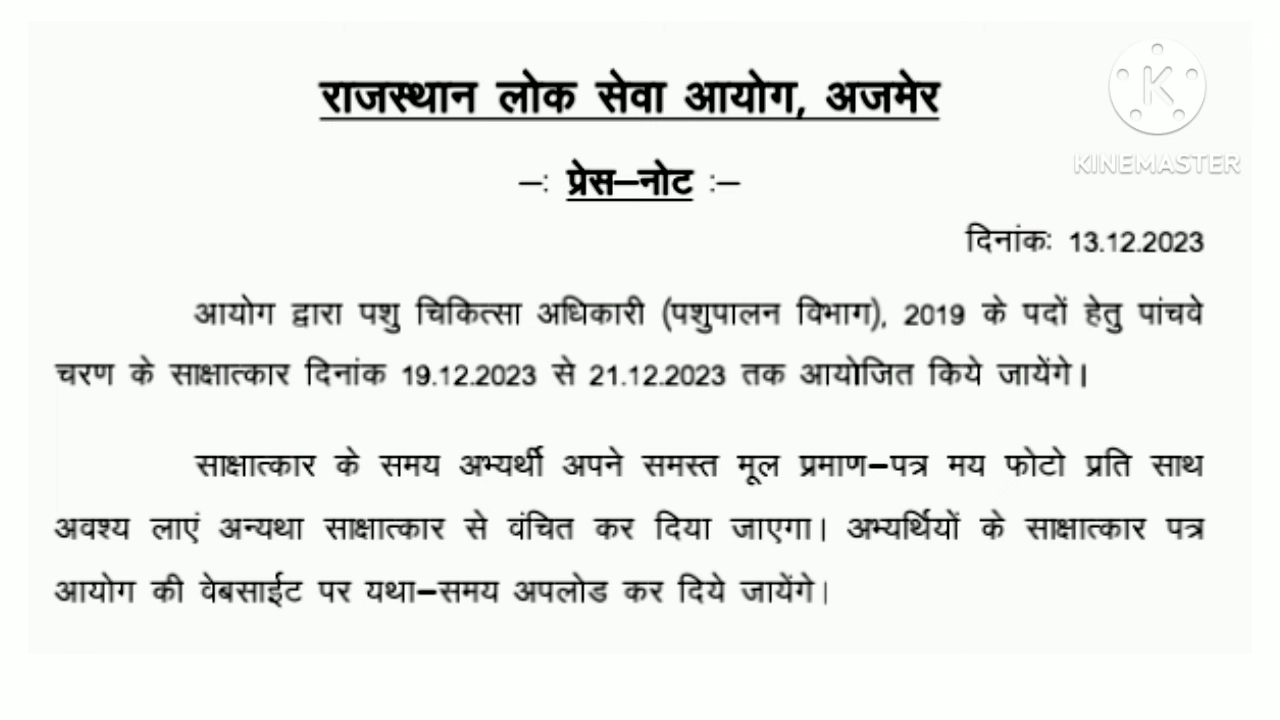 राजस्थान लोक सेवा आयोग, अजमेर
K
KINEMASTER
–: प्रेस–नोट :–
दिनांक: 13.12.2023
आयोग द्वारा पशु चिकित्सा अधिकारी (पशुपालन विभाग), 2019 के पदों हेतु पांचवे
चरण के साक्षात्कार दिनांक 19.12.2023 से 21.12.2023 तक आयोजित किये जायेंगे।
साक्षात्कार के समय अभ्यर्थी अपने समस्त मूल प्रमाण–पत्र मय फोटो प्रति साथ
अवश्य लाएं अन्यथा साक्षात्कार से वंचित कर दिया जाएगा। अभ्यर्थियों के साक्षात्कार पत्र
आयोग की वेबसाईट पर यथा–समय अपलोड कर दिये जायेंगे।